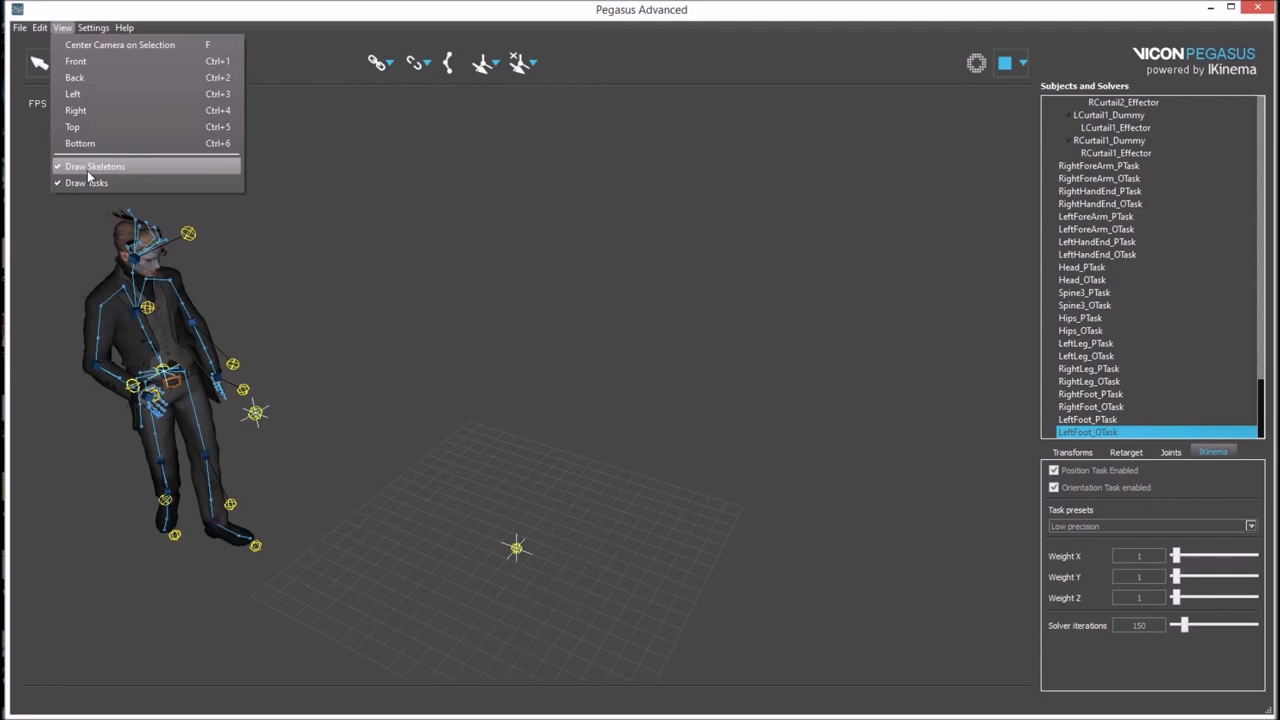 Pegasus Advanced
File Edit View Settings Help
Center Camera on Selection F
Front Ctrl+1
Back Ctrl+2
Left Ctrl+3
Right Ctrl+4
Top Ctrl+5
Bottom Ctrl+6
Draw Skeletons
Draw Tasks
FPS
VICON PEGASUS
powered by IKinema
Subjects and Solvers
RCurtail2_Effector
LCurtail1_Dummy
LCurtail1_Effector
RCurtail1_Dummy
RCurtail1_Effector
RightForeArm_PTask
RightForeArm_OTask
RightHandEnd_PTask
RightHandEnd_OTask
LeftForeArm_PTask
LeftForeArm_OTask
LeftHandEnd_PTask
LeftHandEnd_OTask
Head_PTask
Head_OTask
Spine3_PTask
Spine3_OTask
Hips_PTask
Hips_OTask
LeftLeg_PTask
LeftLeg_OTask
RightLeg_PTask
RightLeg_OTask
RightFoot_PTask
RightFoot_OTask
LeftFoot_PTask
LeftFoot_OTask
Transforms Retarget Joints IKinema
Position Task Enabled
Orientation Task enabled
Task presets
Low precision
Weight X 1
Weight Y 1
Weight Z 1
Solver iterations 150